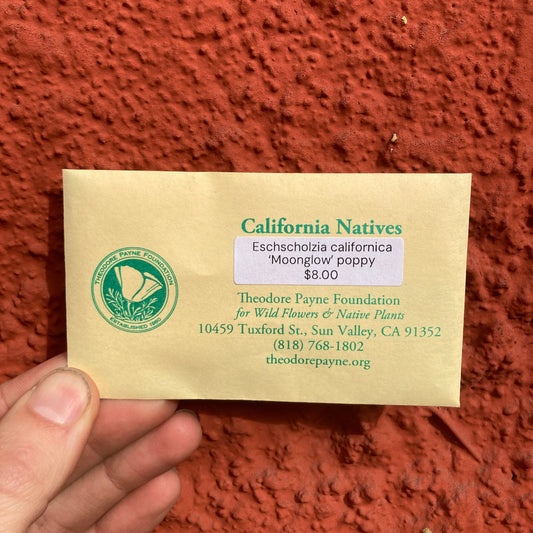 California Natives
Eschscholzia californica
‘Moonglow’ poppy
$8.00
THEODORE PAYNE FOUNDATION
ESTABLISHED 1960
Theodore Payne Foundation
for Wild Flowers & Native Plants
10459 Tuxford St., Sun Valley, CA 91352
(818) 768-1802
theodorepayne.org